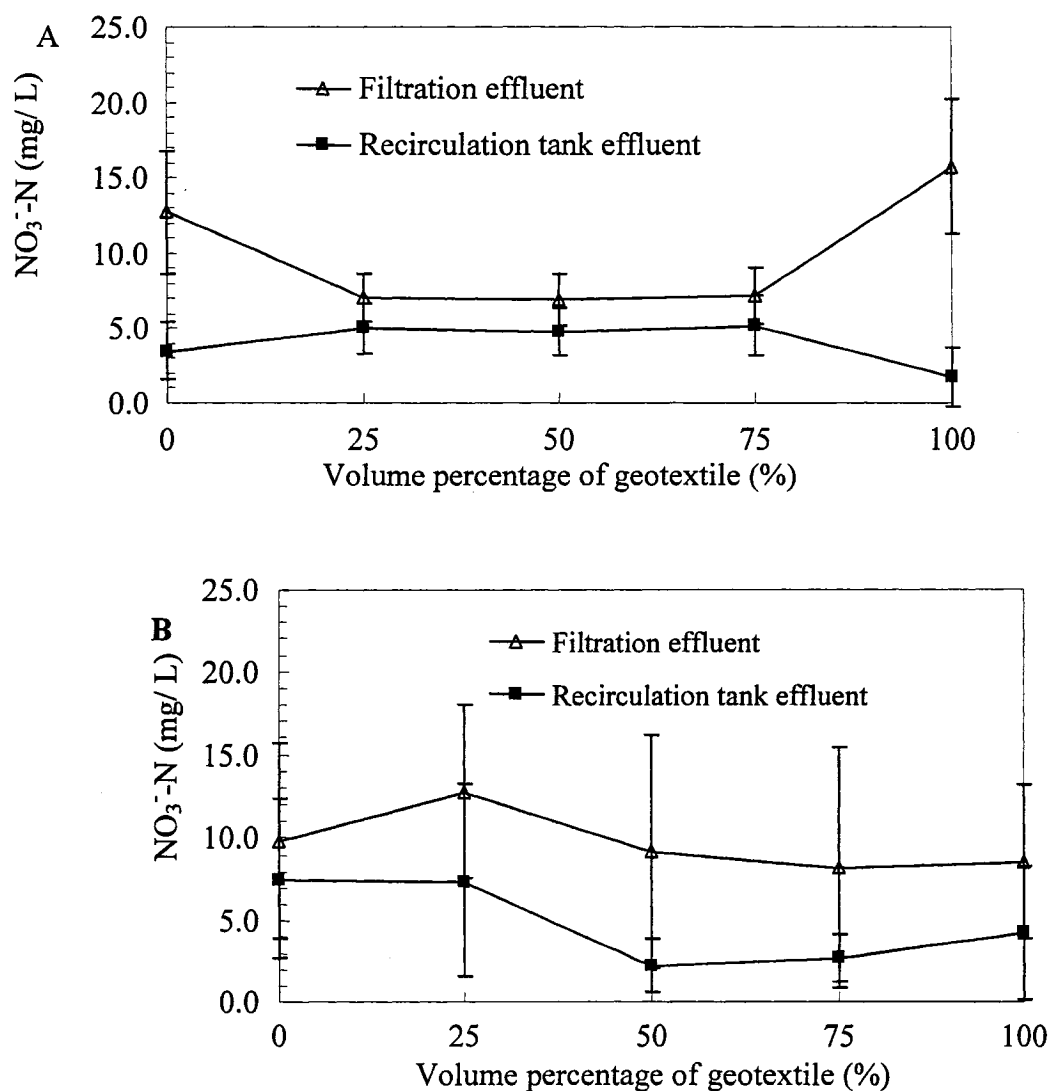 A
25.0
20.0
15.0
10.0
5.0
0.0
NO₃⁻-N (mg/ L)
Filtration effluent
Recirculation tank effluent
0 25 50 75 100
Volume percentage of geotextile (%)
B
25.0
20.0
15.0
10.0
5.0
0.0
NO₃⁻-N (mg/ L)
Filtration effluent
Recirculation tank effluent
0 25 50 75 100
Volume percentage of geotextile (%)